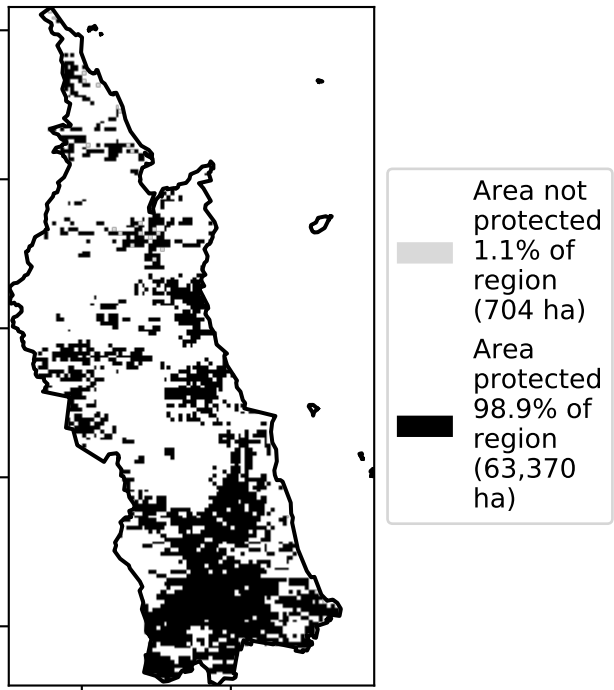 Area not
protected
1.1% of
region
(704 ha)
Area
protected
98.9% of
region
(63,370
ha)